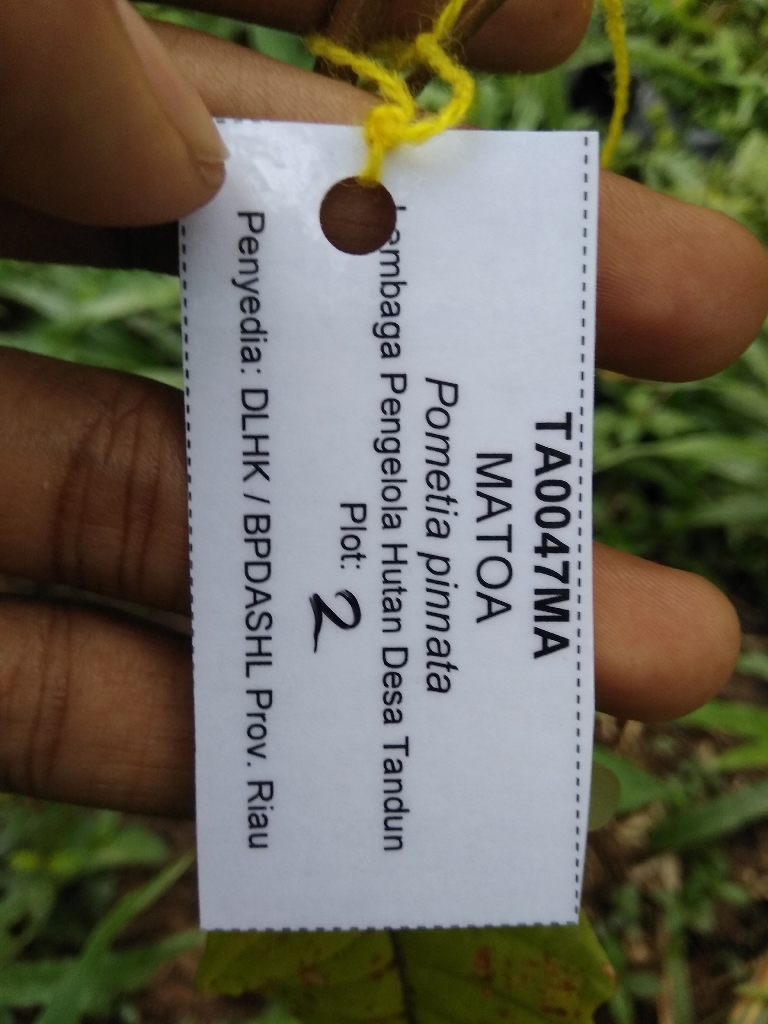 TA0047MA
MATOA
Pometia pinnata
Lembaga Pengelola Hutan Desa Tandun
Plot: 2
Penyedia: DLHK / BPDASHL Prov. Riau